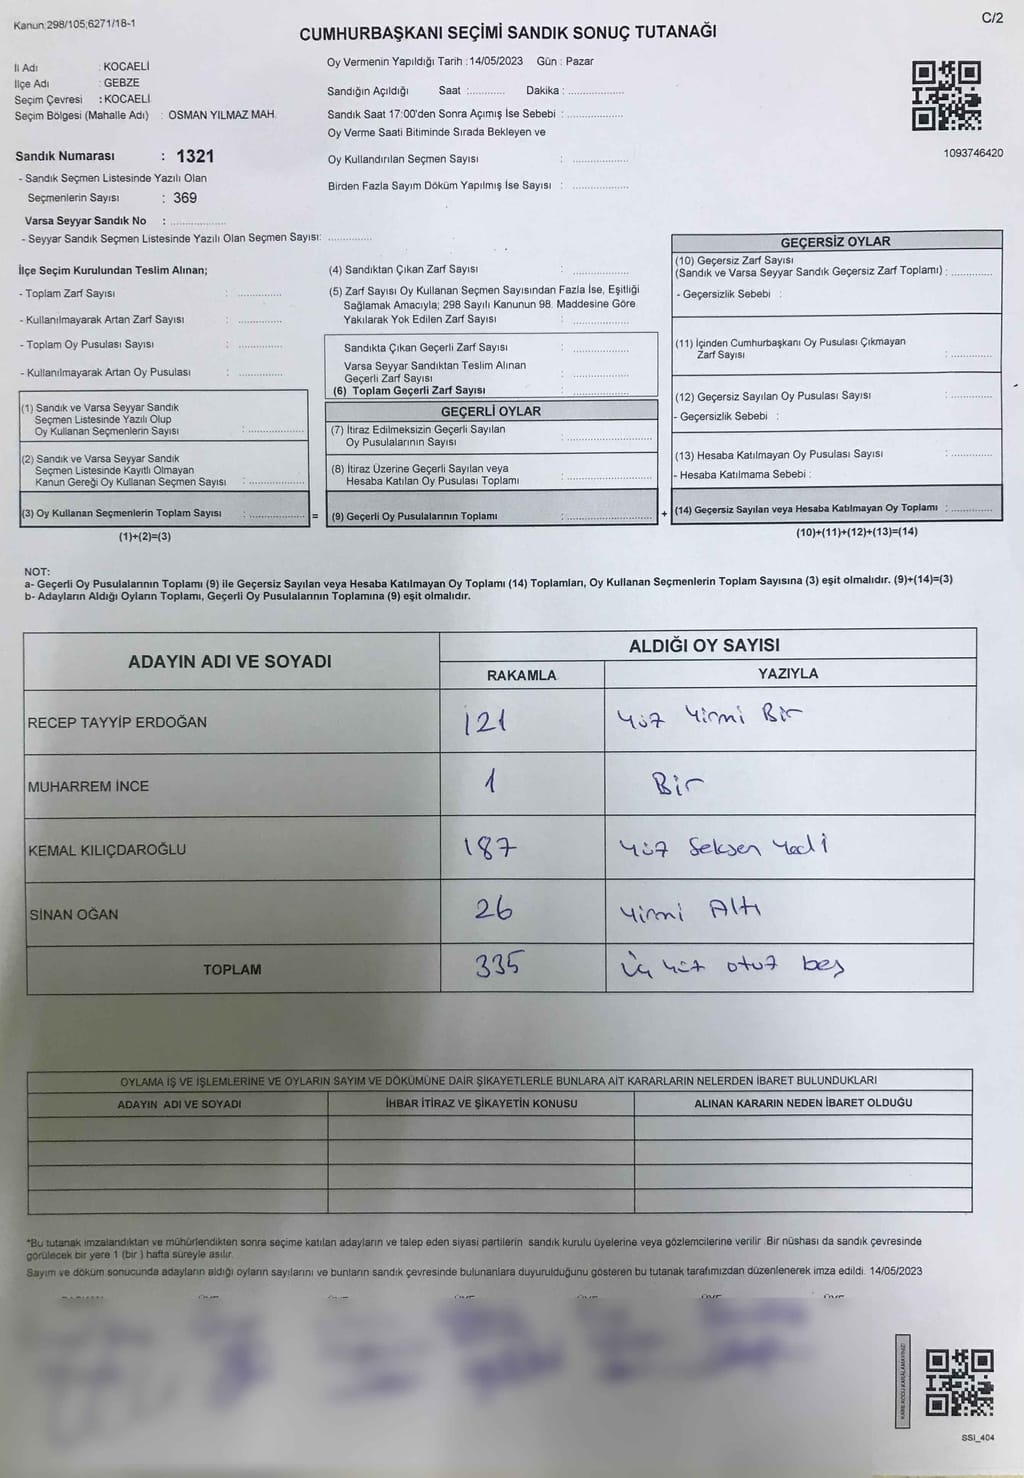 Kanun;298/105;6271/18-1
C/2
CUMHURBAŞKANI SEÇİMİ SANDIK SONUÇ TUTANAĞI
İl Adı : KOCAELİ
İlçe Adı : GEBZE
Seçim Çevresi : KOCAELİ
Seçim Bölgesi (Mahalle Adı) : OSMAN YILMAZ MAH.
Sandık Numarası : 1321
- Sandık Seçmen Listesinde Yazılı Olan
Seçmenlerin Sayısı : 369
Varsa Seyyar Sandık No : ..................
- Seyyar Sandık Seçmen Listesinde Yazılı Olan Seçmen Sayısı: ..............
Oy Vermenin Yapıldığı Tarih :14/05/2023 Gün : Pazar
Sandığın Açıldığı Saat :............ Dakika : ..................
Sandık Saat 17:00'den Sonra Açımış İse Sebebi : ..................
Oy Verme Saati Bitiminde Sırada Bekleyen ve
Oy Kullandırılan Seçmen Sayısı : ..................
Birden Fazla Sayım Döküm Yapılmış İse Sayısı : ..................
1093746420
İlçe Seçim Kurulundan Teslim Alınan;
- Toplam Zarf Sayısı : ..............
- Kullanılmayarak Artan Zarf Sayısı : ..............
- Toplam Oy Pusulası Sayısı : ..............
- Kullanılmayarak Artan Oy Pusulası : ..............
(1) Sandık ve Varsa Seyyar Sandık
Seçmen Listesinde Yazılı Olup
Oy Kullanan Seçmenlerin Sayısı : ..................
(2) Sandık ve Varsa Seyyar Sandık
Seçmen Listesinde Kayıtlı Olmayan
Kanun Gereği Oy Kullanan Seçmen Sayısı : ..................
(3) Oy Kullanan Seçmenlerin Toplam Sayısı : ..................
(1)+(2)=(3)
=
(4) Sandıktan Çıkan Zarf Sayısı : ..................
(5) Zarf Sayısı Oy Kullanan Seçmen Sayısından Fazla İse, Eşitliği
Sağlamak Amacıyla; 298 Sayılı Kanunun 98. Maddesine Göre
Yakılarak Yok Edilen Zarf Sayısı : ..................
Sandıkta Çıkan Geçerli Zarf Sayısı : ..................
Varsa Seyyar Sandıktan Teslim Alınan
Geçerli Zarf Sayısı : ..................
(6) Toplam Geçerli Zarf Sayısı : ..................
GEÇERLİ OYLAR
(7) İtiraz Edilmeksizin Geçerli Sayılan
Oy Pusulalarının Sayısı : ..................
(8) İtiraz Üzerine Geçerli Sayılan veya
Hesaba Katılan Oy Pusulası Toplamı : ..................
(9) Geçerli Oy Pusulalarının Toplamı : ..................
+
GEÇERSİZ OYLAR
(10) Geçersiz Zarf Sayısı
(Sandık ve Varsa Seyyar Sandık Geçersiz Zarf Toplamı) : ............
- Geçersizlik Sebebi :
(11) İçinden Cumhurbaşkanı Oy Pusulası Çıkmayan
Zarf Sayısı : ............
(12) Geçersiz Sayılan Oy Pusulası Sayısı : ............
- Geçersizlik Sebebi :
(13) Hesaba Katılmayan Oy Pusulası Sayısı : ............
- Hesaba Katılmama Sebebi :
(14) Geçersiz Sayılan veya Hesaba Katılmayan Oy Toplamı : ............
(10)+(11)+(12)+(13)=(14)
NOT:
a- Geçerli Oy Pusulalarının Toplamı (9) ile Geçersiz Sayılan veya Hesaba Katılmayan Oy Toplamı (14) Toplamları, Oy Kullanan Seçmenlerin Toplam Sayısına (3) eşit olmalıdır. (9)+(14)=(3)
b- Adayların Aldığı Oyların Toplamı, Geçerli Oy Pusulalarının Toplamına (9) eşit olmalıdır.
ADAYIN ADI VE SOYADI ALDIĞI OY SAYISI
RAKAMLA YAZIYLA
RECEP TAYYİP ERDOĞAN 121 Yüz Yirmi Bir
MUHARREM İNCE 1 Bir
KEMAL KILIÇDAROĞLU 187 Yüz Seksen Yedi
SİNAN OĞAN 26 Yirmi Altı
TOPLAM 335 Üç Yüz otuz beş
OYLAMA İŞ VE İŞLEMLERİNE VE OYLARIN SAYIM VE DÖKÜMÜNE DAİR ŞİKAYETLERLE BUNLARA AİT KARARLARIN NELERDEN İBARET BULUNDUKLARI
ADAYIN ADI VE SOYADI İHBAR İTİRAZ VE ŞİKAYETİN KONUSU ALINAN KARARIN NEDEN İBARET OLDUĞU
*Bu tutanak imzalandıktan ve mühürlendikten sonra seçime katılan adayların ve talep eden siyasi partilerin sandık kurulu üyelerine veya gözlemcilerine verilir .Bir nüshası da sandık çevresinde
görülecek bir yere 1 (bir ) hafta süreyle asılır.
Sayım ve döküm sonucunda adayların aldığı oyların sayılarını ve bunların sandık çevresinde bulunanlara duyurulduğunu gösteren bu tutanak tarafımızdan düzenlenerek imza edildi. 14/05/2023
KARE KODU KARALAMAYINIZ!
SSI_404